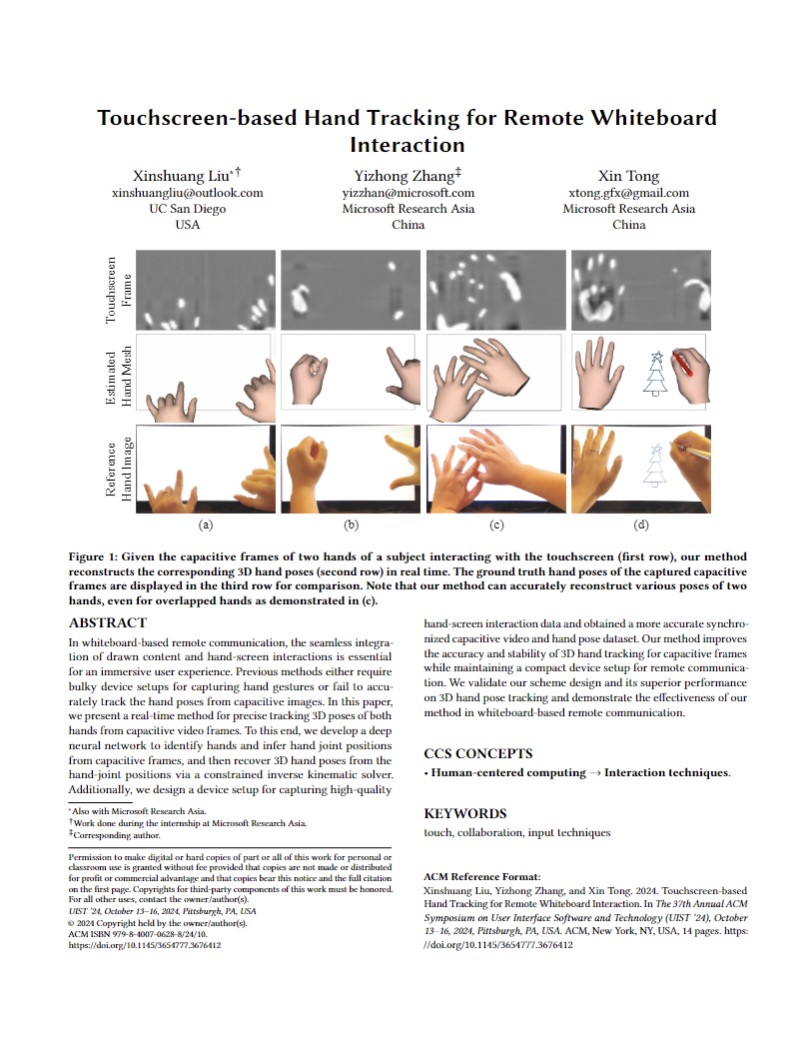 Touchscreen-based Hand Tracking for Remote Whiteboard
Interaction
Xinshuang Liu*†
xinshuangliu@outlook.com
UC San Diego
USA
Yizhong Zhang‡
yizzhan@microsoft.com
Microsoft Research Asia
China
Xin Tong
xtong.gfx@gmail.com
Microsoft Research Asia
China
Touchscreen
Frame
Estimated
Hand Mesh
Reference
Hand Image
(a)
(b)
(c)
(d)
Figure 1: Given the capacitive frames of two hands of a subject interacting with the touchscreen (first row), our method
reconstructs the corresponding 3D hand poses (second row) in real time. The ground truth hand poses of the captured capacitive
frames are displayed in the third row for comparison. Note that our method can accurately reconstruct various poses of two
hands, even for overlapped hands as demonstrated in (c).
ABSTRACT
In whiteboard-based remote communication, the seamless integra-
tion of drawn content and hand-screen interactions is essential
for an immersive user experience. Previous methods either require
bulky device setups for capturing hand gestures or fail to accu-
rately track the hand poses from capacitive images. In this paper,
we present a real-time method for precise tracking 3D poses of both
hands from capacitive video frames. To this end, we develop a deep
neural network to identify hands and infer hand joint positions
from capacitive frames, and then recover 3D hand poses from the
hand-joint positions via a constrained inverse kinematic solver.
Additionally, we design a device setup for capturing high-quality
*Also with Microsoft Research Asia.
†Work done during the internship at Microsoft Research Asia.
‡Corresponding author.
Permission to make digital or hard copies of part or all of this work for personal or
classroom use is granted without fee provided that copies are not made or distributed
for profit or commercial advantage and that copies bear this notice and the full citation
on the first page. Copyrights for third-party components of this work must be honored.
For all other uses, contact the owner/author(s).
UIST '24, October 13–16, 2024, Pittsburgh, PA, USA
© 2024 Copyright held by the owner/author(s).
ACM ISBN 979-8-4007-0628-8/24/10.
https://doi.org/10.1145/3654777.3676412
hand-screen interaction data and obtained a more accurate synchro-
nized capacitive video and hand pose dataset. Our method improves
the accuracy and stability of 3D hand tracking for capacitive frames
while maintaining a compact device setup for remote communica-
tion. We validate our scheme design and its superior performance
on 3D hand pose tracking and demonstrate the effectiveness of our
method in whiteboard-based remote communication.
CCS CONCEPTS
• Human-centered computing → Interaction techniques.
KEYWORDS
touch, collaboration, input techniques
ACM Reference Format:
Xinshuang Liu, Yizhong Zhang, and Xin Tong. 2024. Touchscreen-based
Hand Tracking for Remote Whiteboard Interaction. In The 37th Annual ACM
Symposium on User Interface Software and Technology (UIST '24), October
13–16, 2024, Pittsburgh, PA, USA. ACM, New York, NY, USA, 14 pages. https:
//doi.org/10.1145/3654777.3676412